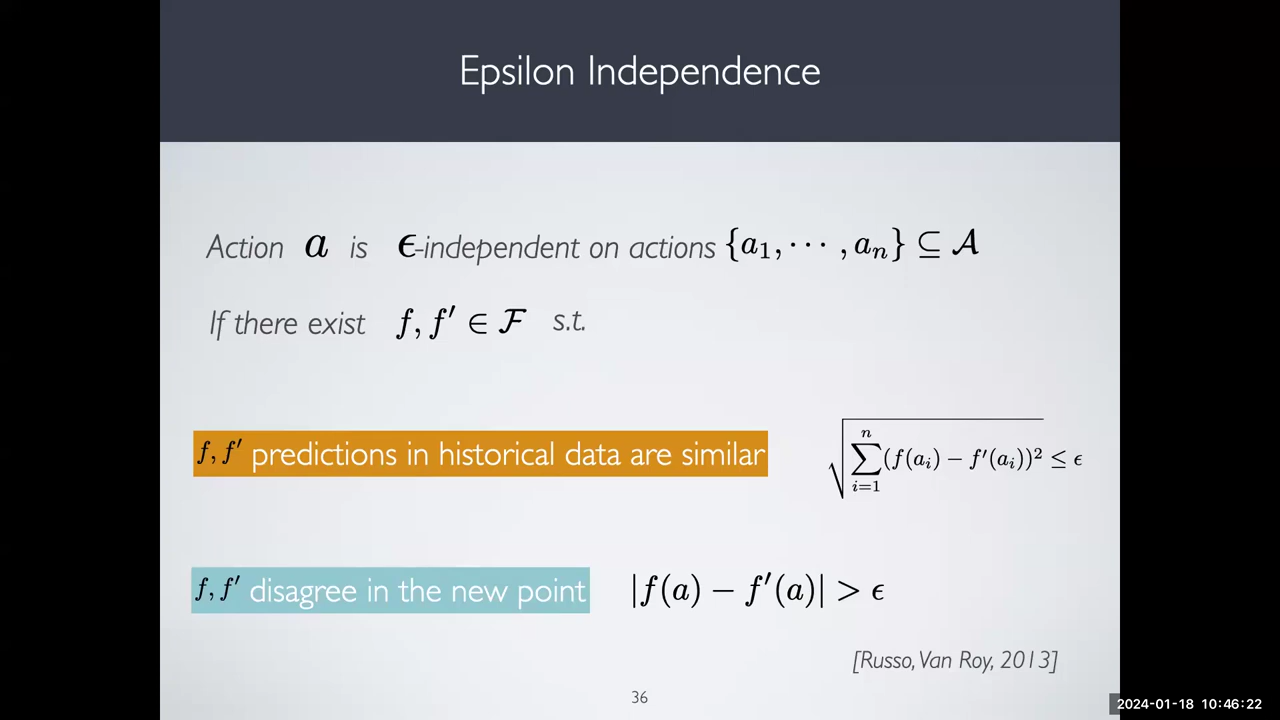 Epsilon Independence
Action a is ϵ-independent on actions {a₁, ⋯ , aₙ} ⊆ 𝒜
If there exist f, f′ ∈ ℱ s.t.
f, f′ predictions in historical data are similar √(∑ᵢ₌₁ⁿ (f(aᵢ) − f′(aᵢ))²) ≤ ϵ
f, f′ disagree in the new point |f(a) − f′(a)| > ϵ
[Russo, Van Roy, 2013]
36
2024-01-18 10:46:22